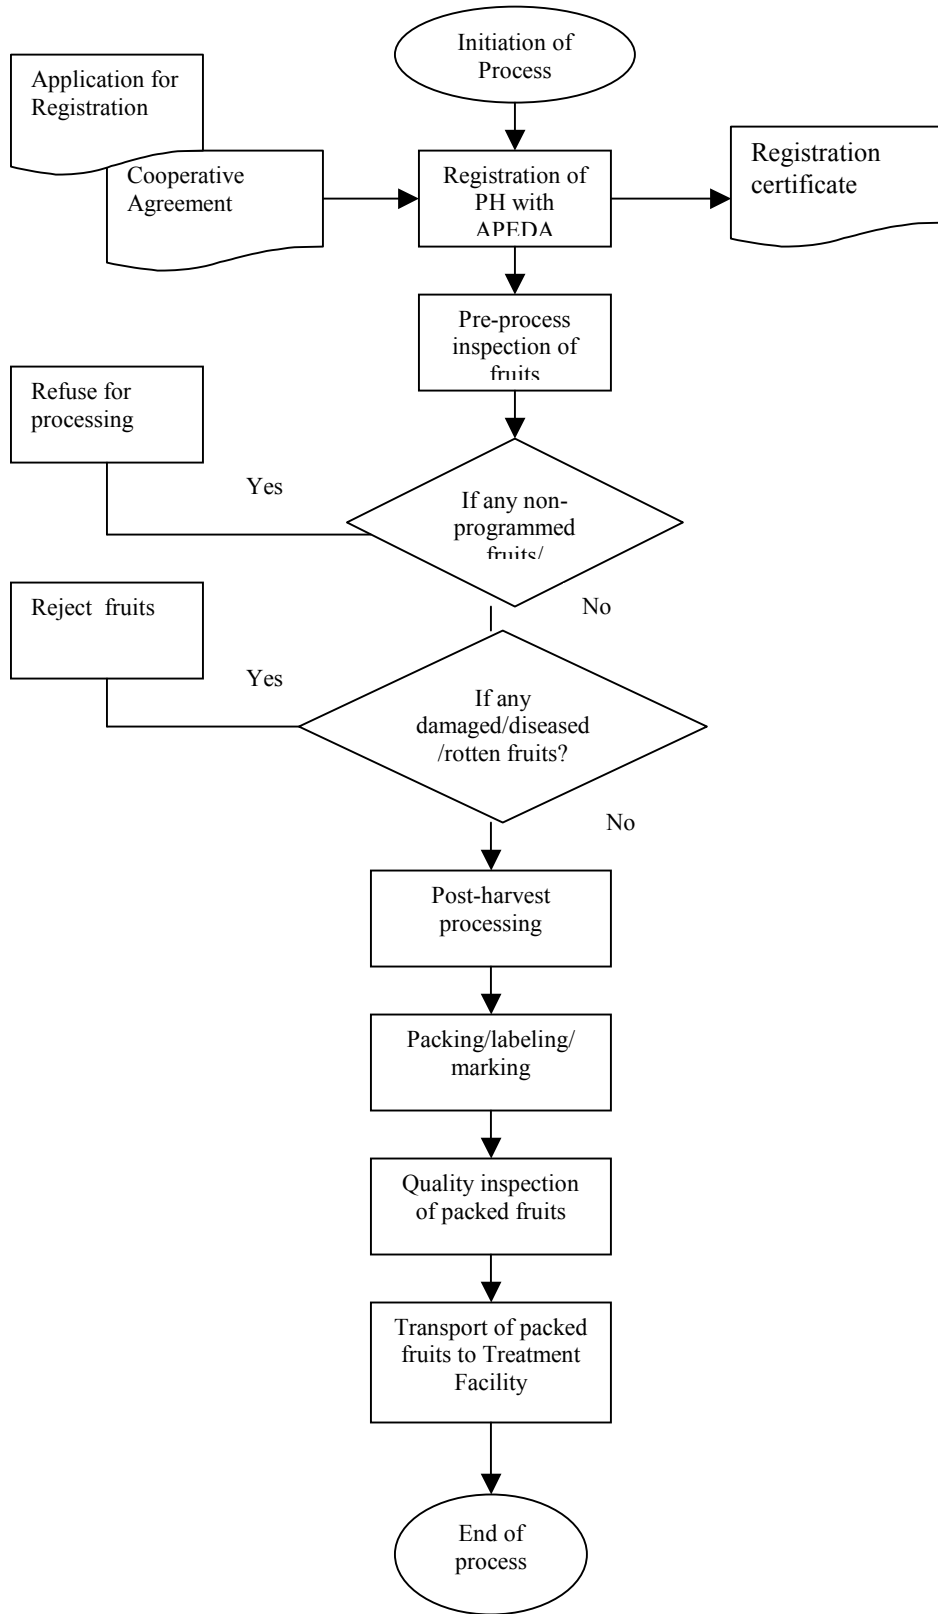 Initiation of
Process
Application for
Registration
Cooperative
Agreement
Registration of
PH with
APEDA
Registration
certificate
Pre-process
inspection of
fruits
Refuse for
processing
Yes
If any non-
programmed
fruits/
No
Reject fruits
Yes
If any
damaged/diseased
/rotten fruits?
No
Post-harvest
processing
Packing/labeling/
marking
Quality inspection
of packed fruits
Transport of packed
fruits to Treatment
Facility
End of
process